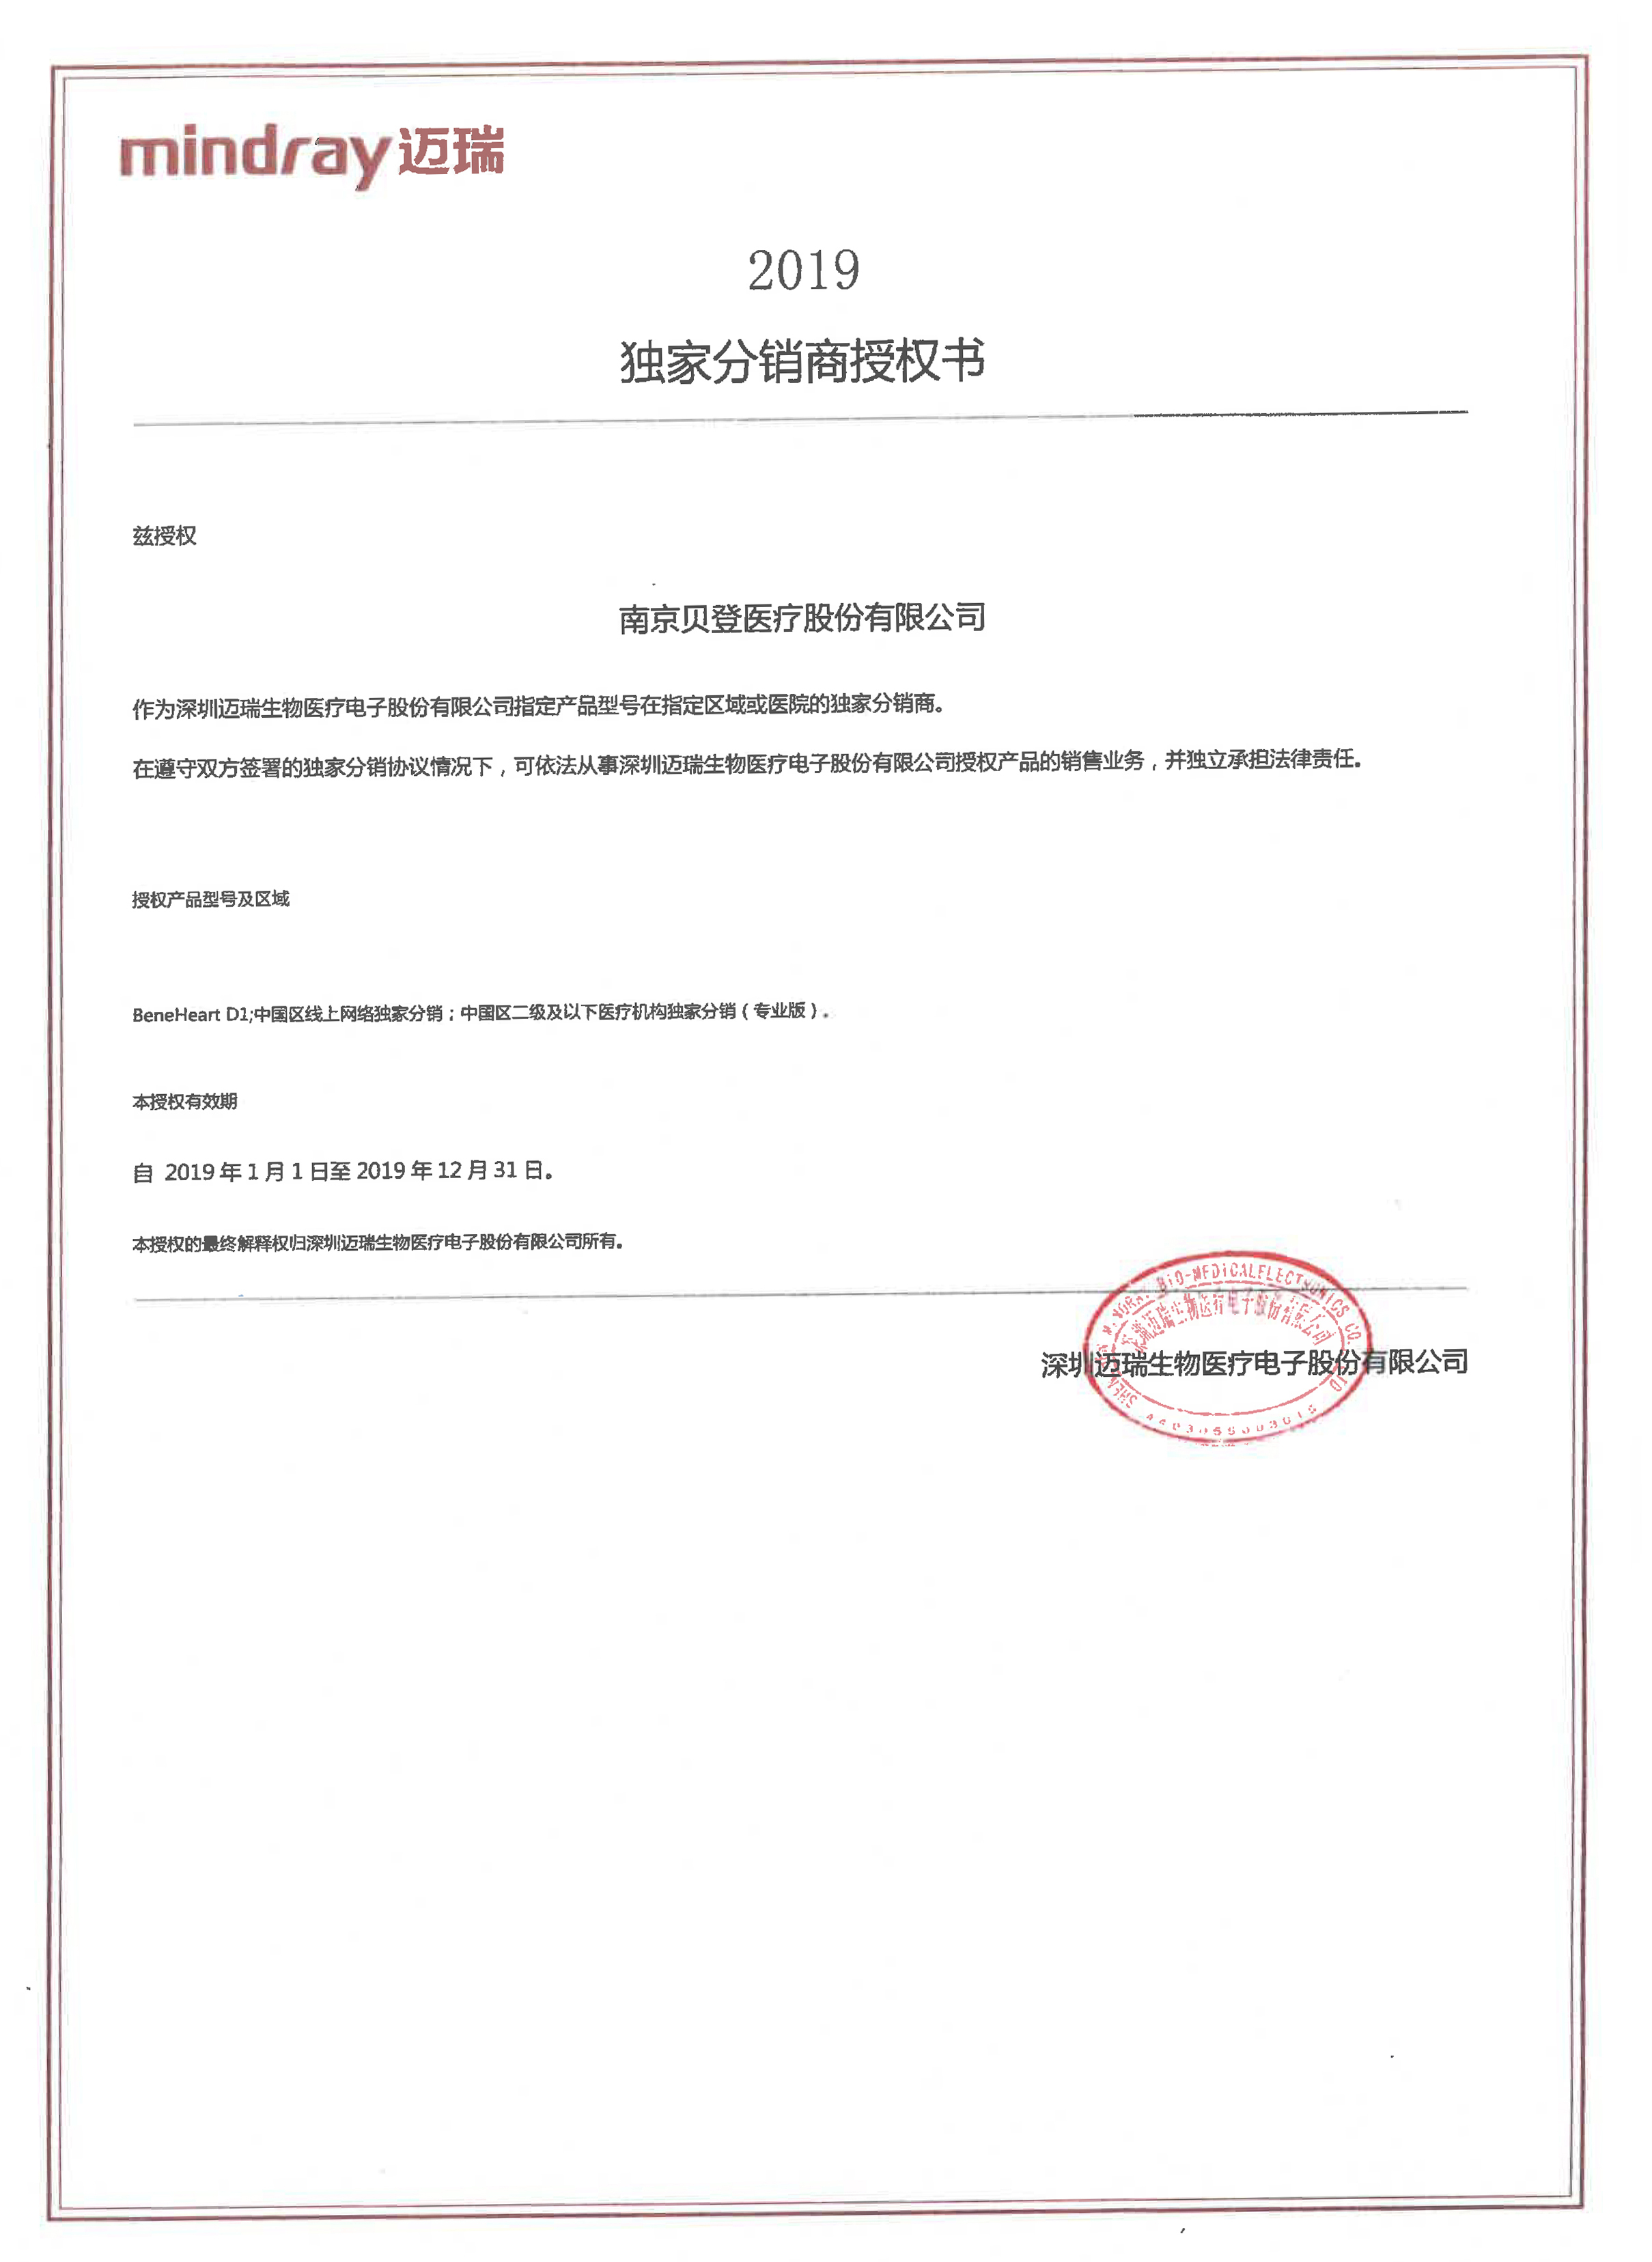 mindray迈瑞
2019
独家分销商授权书
兹授权
南京贝登医疗股份有限公司
作为深圳迈瑞生物医疗电子股份有限公司指定产品型号在指定区域或医院的独家分销商。
在遵守双方签署的独家分销协议情况下，可依法从事深圳迈瑞生物医疗电子股份有限公司授权产品的销售业务，并独立承担法律责任。
授权产品型号及区域
BeneHeart D1;中国区线上网络独家分销；中国区二级及以下医疗机构独家分销（专业版）。
本授权有效期
自 2019 年 1 月 1 日至 2019 年 12 月 31 日。
本授权的最终解释权归深圳迈瑞生物医疗电子股份有限公司所有。
BIO-MEDICAL ELECTRONICS CO.
迈瑞生物医疗电子股份有限公司
深圳迈瑞生物医疗电子股份有限公司